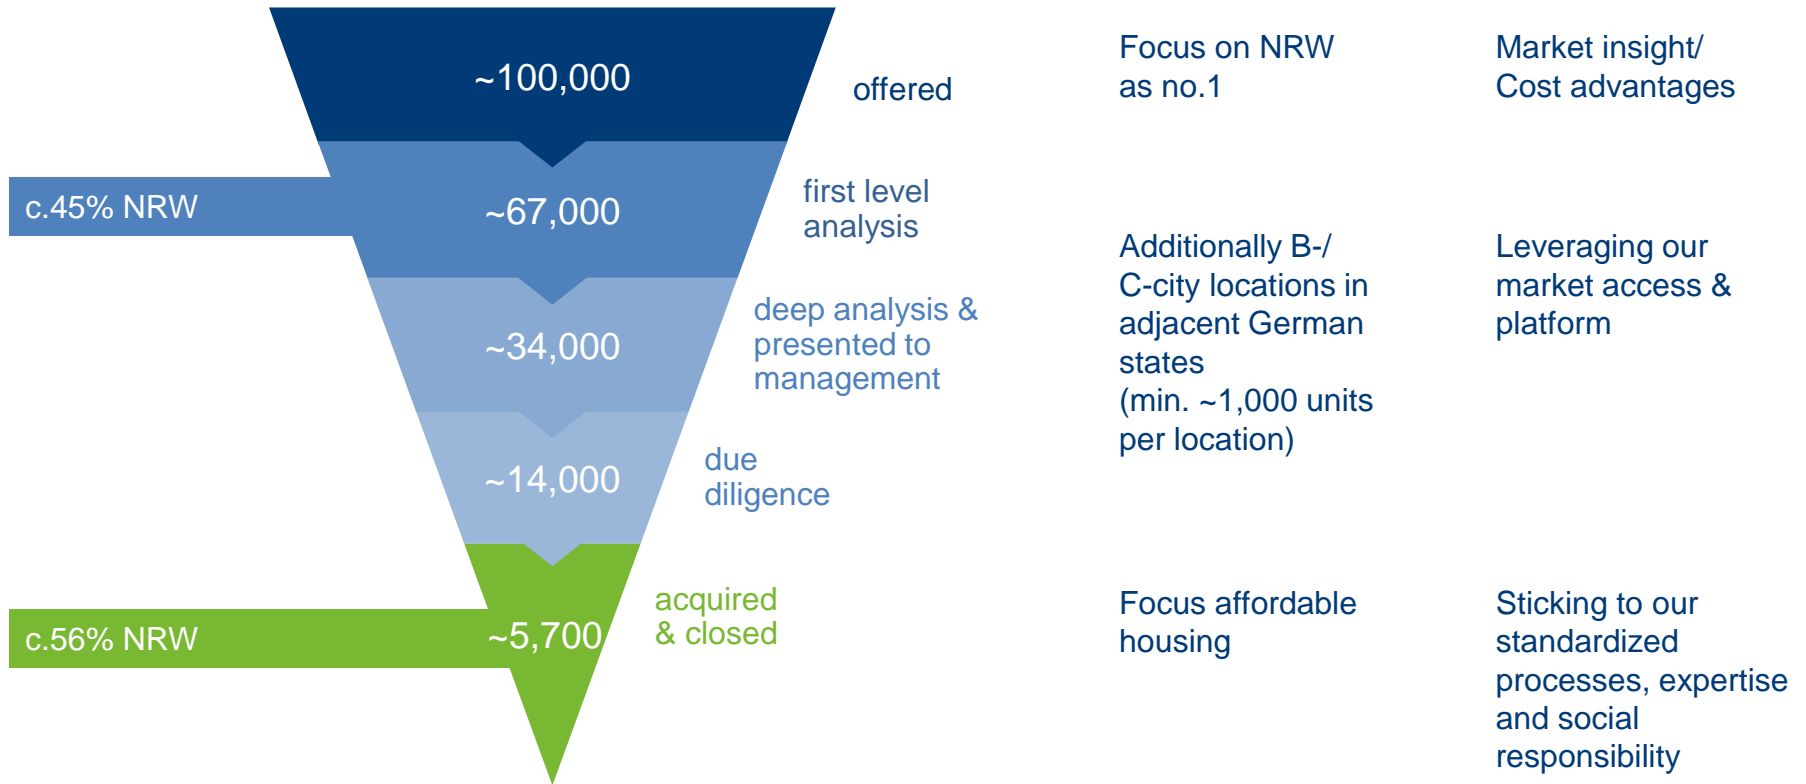 ~100,000
offered
c.45% NRW
~67,000
first level
analysis
~34,000
deep analysis &
presented to
management
~14,000
due
diligence
c.56% NRW
~5,700
acquired
& closed
Focus on NRW
as no.1
Market insight/
Cost advantages
Additionally B-/
C-city locations in
adjacent German
states
(min. ~1,000 units
per location)
Leveraging our
market access &
platform
Focus affordable
housing
Sticking to our
standardized
processes, expertise
and social
responsibility